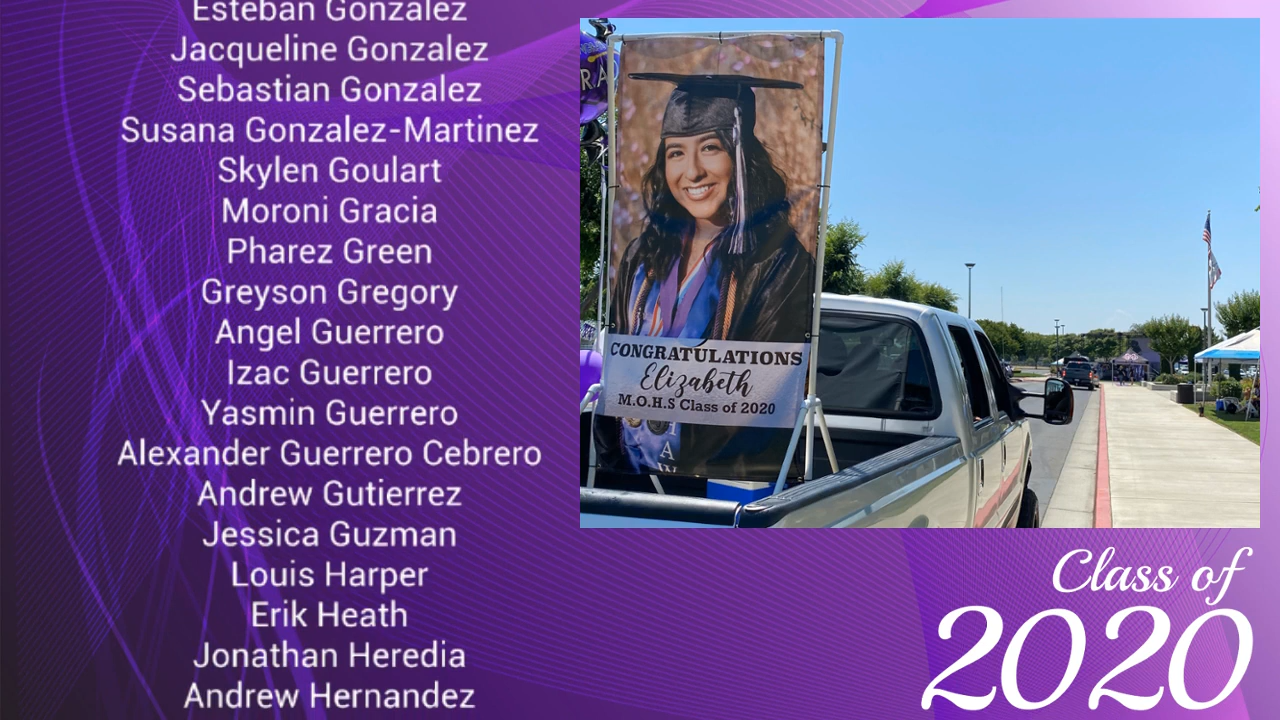 Esteban Gonzalez
Jacqueline Gonzalez
Sebastian Gonzalez
Susana Gonzalez-Martinez
Skylen Goulart
Moroni Gracia
Pharez Green
Greyson Gregory
Angel Guerrero
Izac Guerrero
Yasmin Guerrero
Alexander Guerrero Cebrero
Andrew Gutierrez
Jessica Guzman
Louis Harper
Erik Heath
Jonathan Heredia
Andrew Hernandez
CONGRATULATIONS
Elizabeth
M.O.H.S Class of 2020
Class of
2020